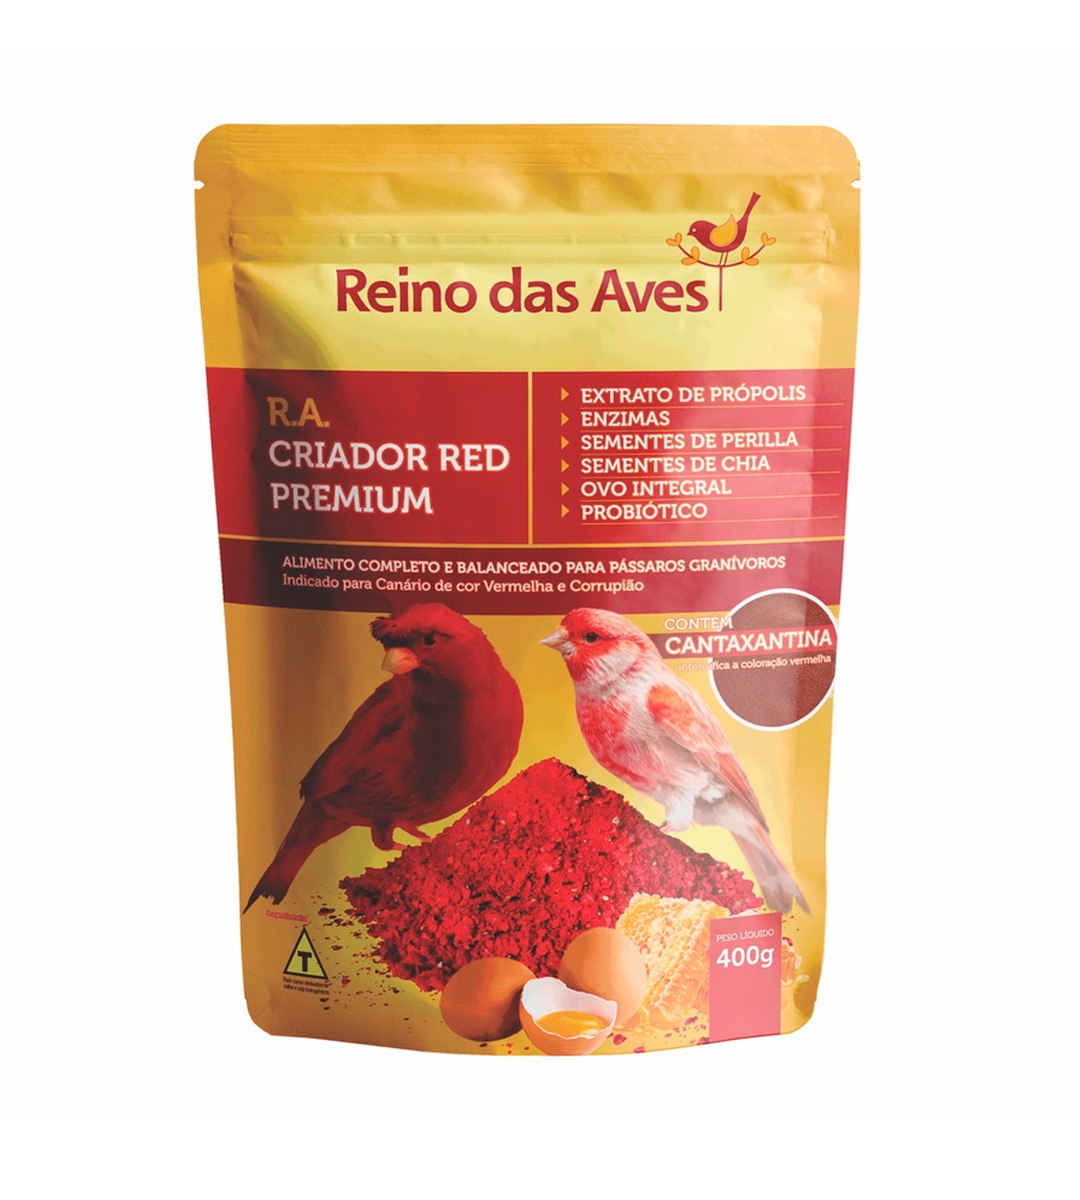 Reino das Aves
R.A.
CRIADOR RED
PREMIUM
EXTRATO DE PRÓPOLIS
ENZIMAS
SEMENTES DE PERILLA
SEMENTES DE CHIA
OVO INTEGRAL
PROBIÓTICO
ALIMENTO COMPLETO E BALANCEADO PARA PÁSSAROS GRANÍVOROS
Indicado para Canário de cor Vermelha e Corrupião
CONTÉM
CANTAXANTINA
intensifica a coloração vermelha
T
PESO LÍQUIDO
400g